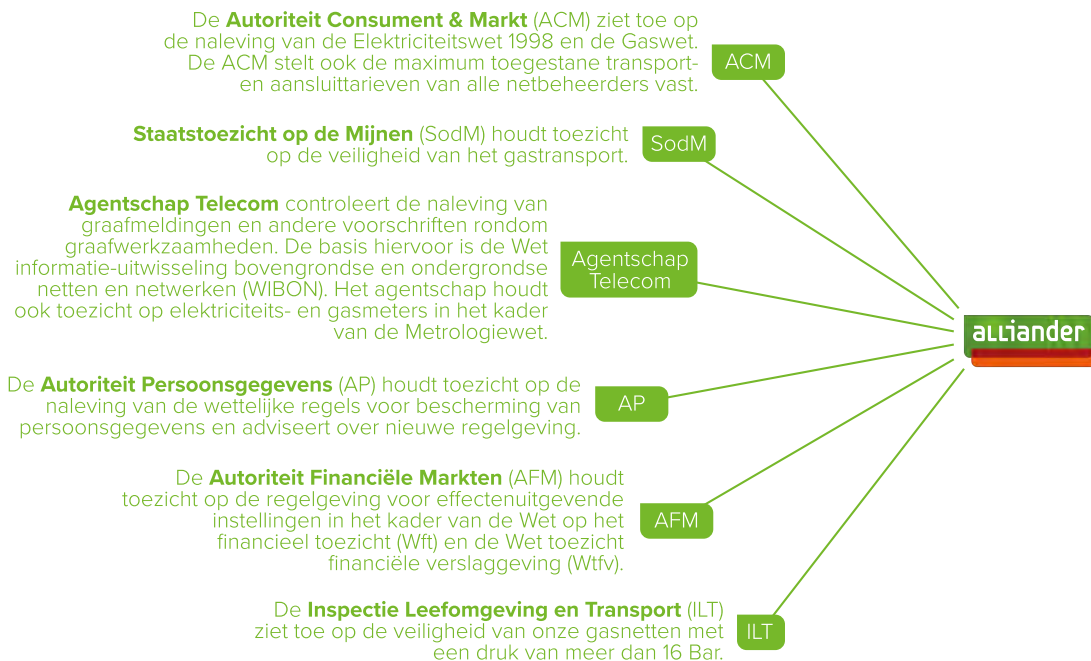 De Autoriteit Consument & Markt (ACM) ziet toe op
de naleving van de Elektriciteitswet 1998 en de Gaswet.
De ACM stelt ook de maximum toegestane transport-
en aansluittarieven van alle netbeheerders vast.
ACM
Staatstoezicht op de Mijnen (SodM) houdt toezicht
op de veiligheid van het gastransport.
SodM
Agentschap Telecom controleert de naleving van
graafmeldingen en andere voorschriften rondom
graafwerkzaamheden. De basis hiervoor is de Wet
informatie-uitwisseling bovengrondse en ondergrondse
netten en netwerken (WIBON). Het agentschap houdt
ook toezicht op elektriciteits- en gasmeters in het kader
van de Metrologiewet.
Agentschap
Telecom
alliander
De Autoriteit Persoonsgegevens (AP) houdt toezicht op de
naleving van de wettelijke regels voor bescherming van
persoonsgegevens en adviseert over nieuwe regelgeving.
AP
De Autoriteit Financiële Markten (AFM) houdt
toezicht op de regelgeving voor effectenuitgevende
instellingen in het kader van de Wet op het
financieel toezicht (Wft) en de Wet toezicht
financiële verslaggeving (Wtfv).
AFM
De Inspectie Leefomgeving en Transport (ILT)
ziet toe op de veiligheid van onze gasnetten met
een druk van meer dan 16 Bar.
ILT